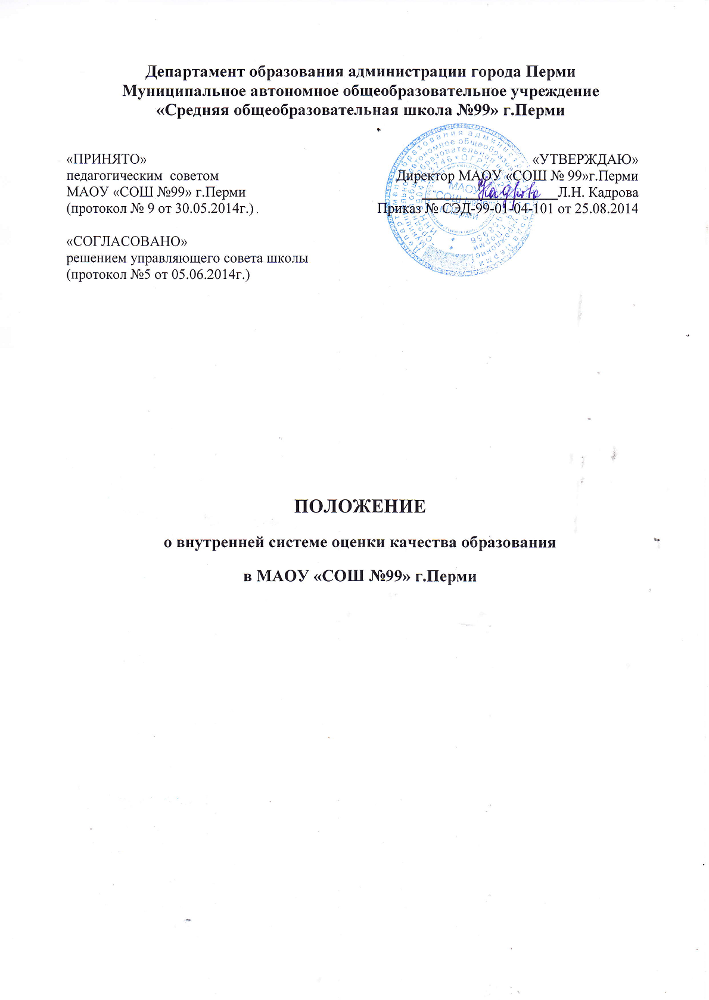 Департамент образования администрации города Перми
Муниципальное автономное общеобразовательное учреждение
«Средняя общеобразовательная школа №99» г.Перми
«ПРИНЯТО»
педагогическим советом
МАОУ «СОШ №99» г.Перми
(протокол № 9 от 30.05.2014г.)
«УТВЕРЖДАЮ»
Директор МАОУ «СОШ № 99»г.Перми
Л.Н. Кадрова
Приказ № СЭД-99-01-04-101 от 25.08.2014
«СОГЛАСОВАНО»
решением управляющего совета школы
(протокол №5 от 05.06.2014г.)
ПОЛОЖЕНИЕ
о внутренней системе оценки качества образования
в МАОУ «СОШ №99» г.Перми